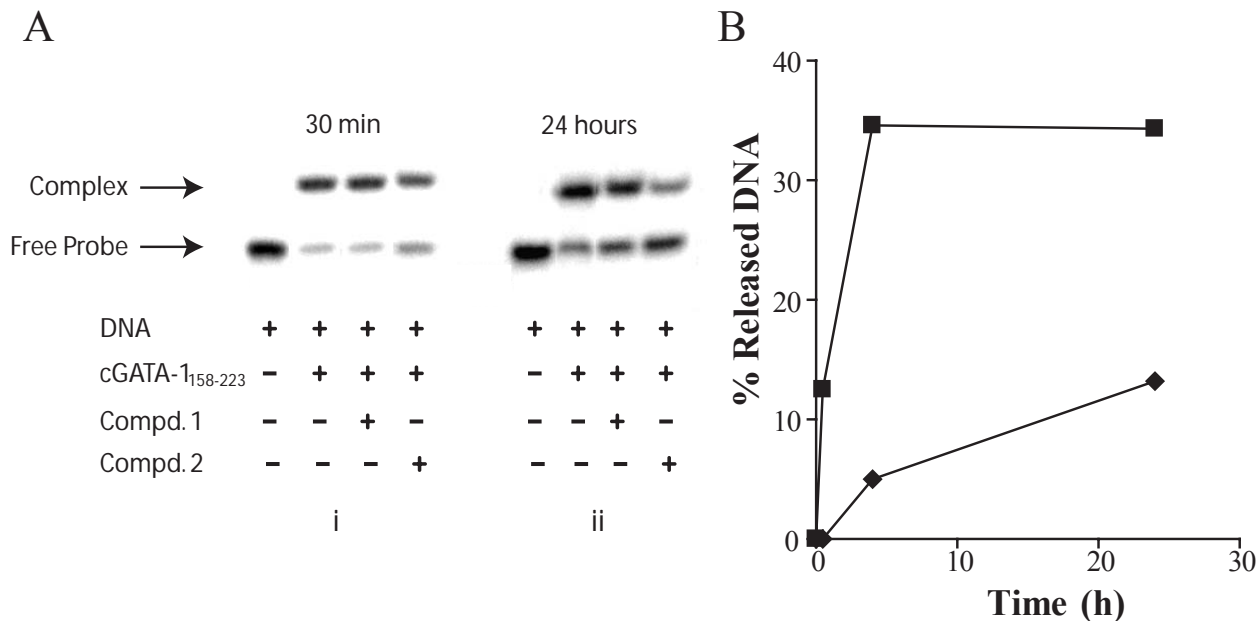 A
30 min
24 hours
Complex
Free Probe
DNA + + + + + + + +
cGATA-1158-223 − + + + − + + +
Compd. 1 − − + − − − + −
Compd. 2 − − − + − − − +
i
ii
B
% Released DNA
40
30
20
10
0
0 10 20 30
Time (h)